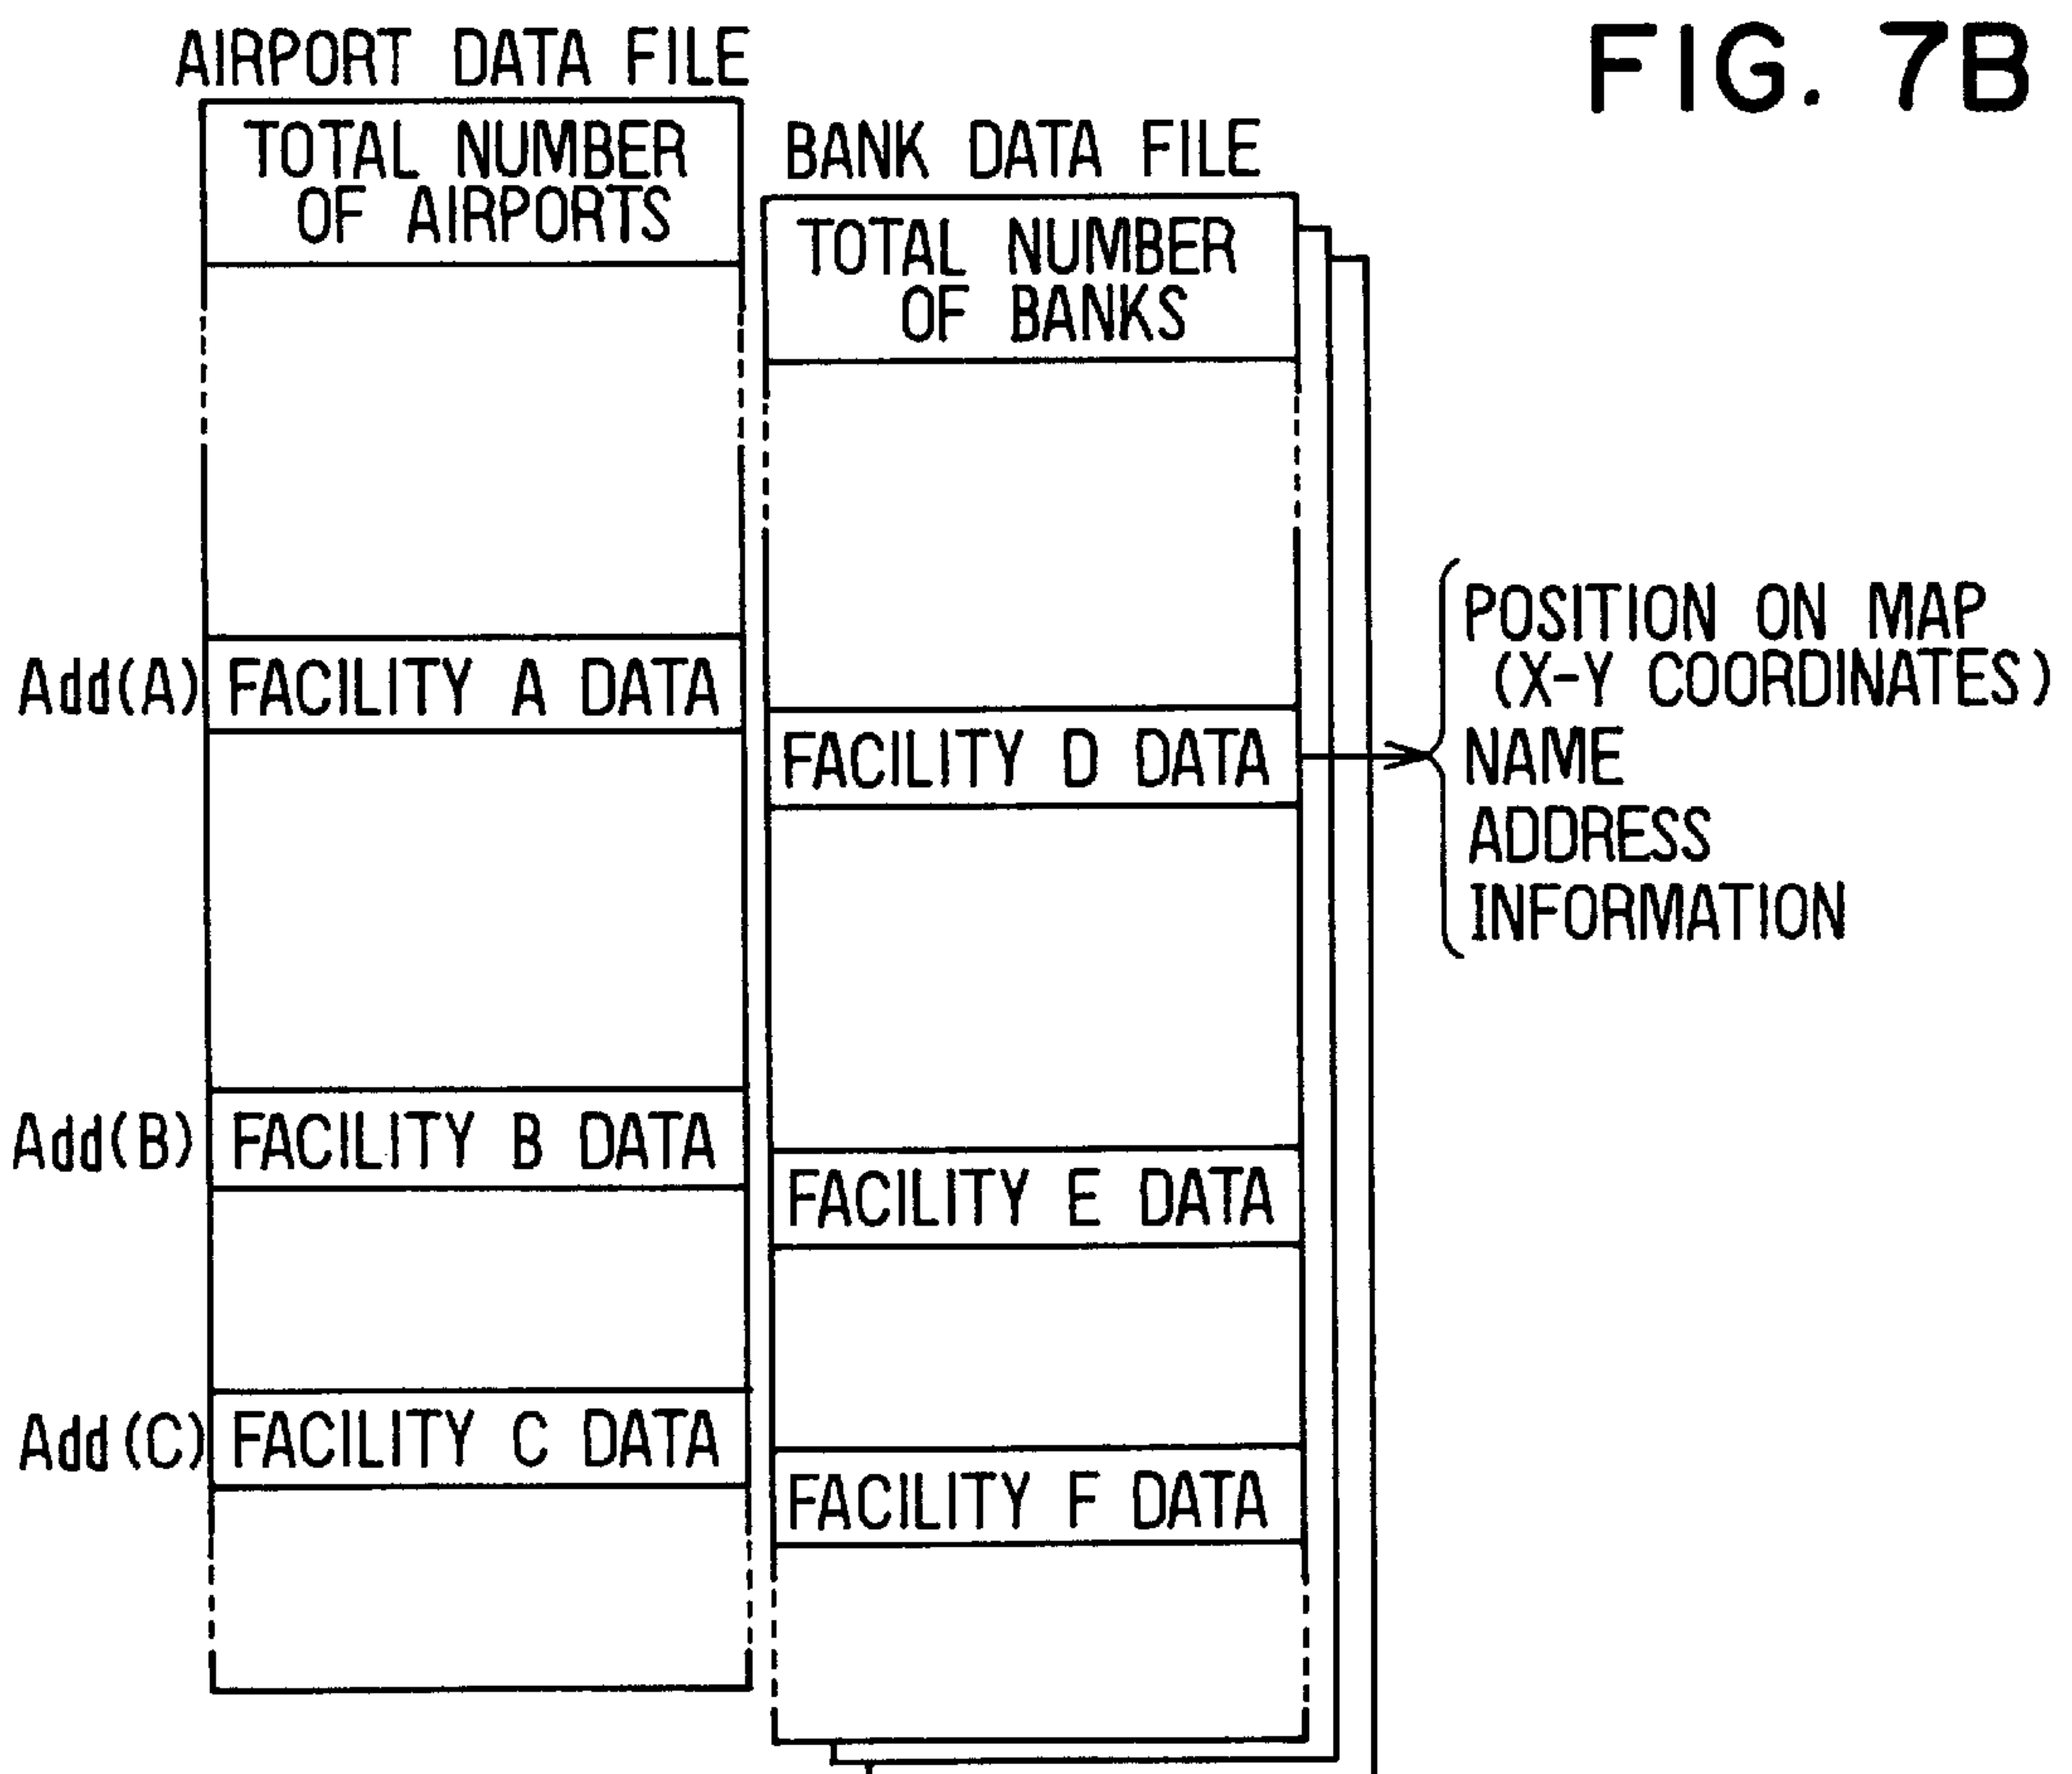 FIG. 7B
AIRPORT DATA FILE
TOTAL NUMBER
OF AIRPORTS
Add(A) FACILITY A DATA
Add(B) FACILITY B DATA
Add(C) FACILITY C DATA
BANK DATA FILE
TOTAL NUMBER
OF BANKS
FACILITY D DATA
FACILITY E DATA
FACILITY F DATA
POSITION ON MAP
(X-Y COORDINATES)
NAME
ADDRESS
INFORMATION